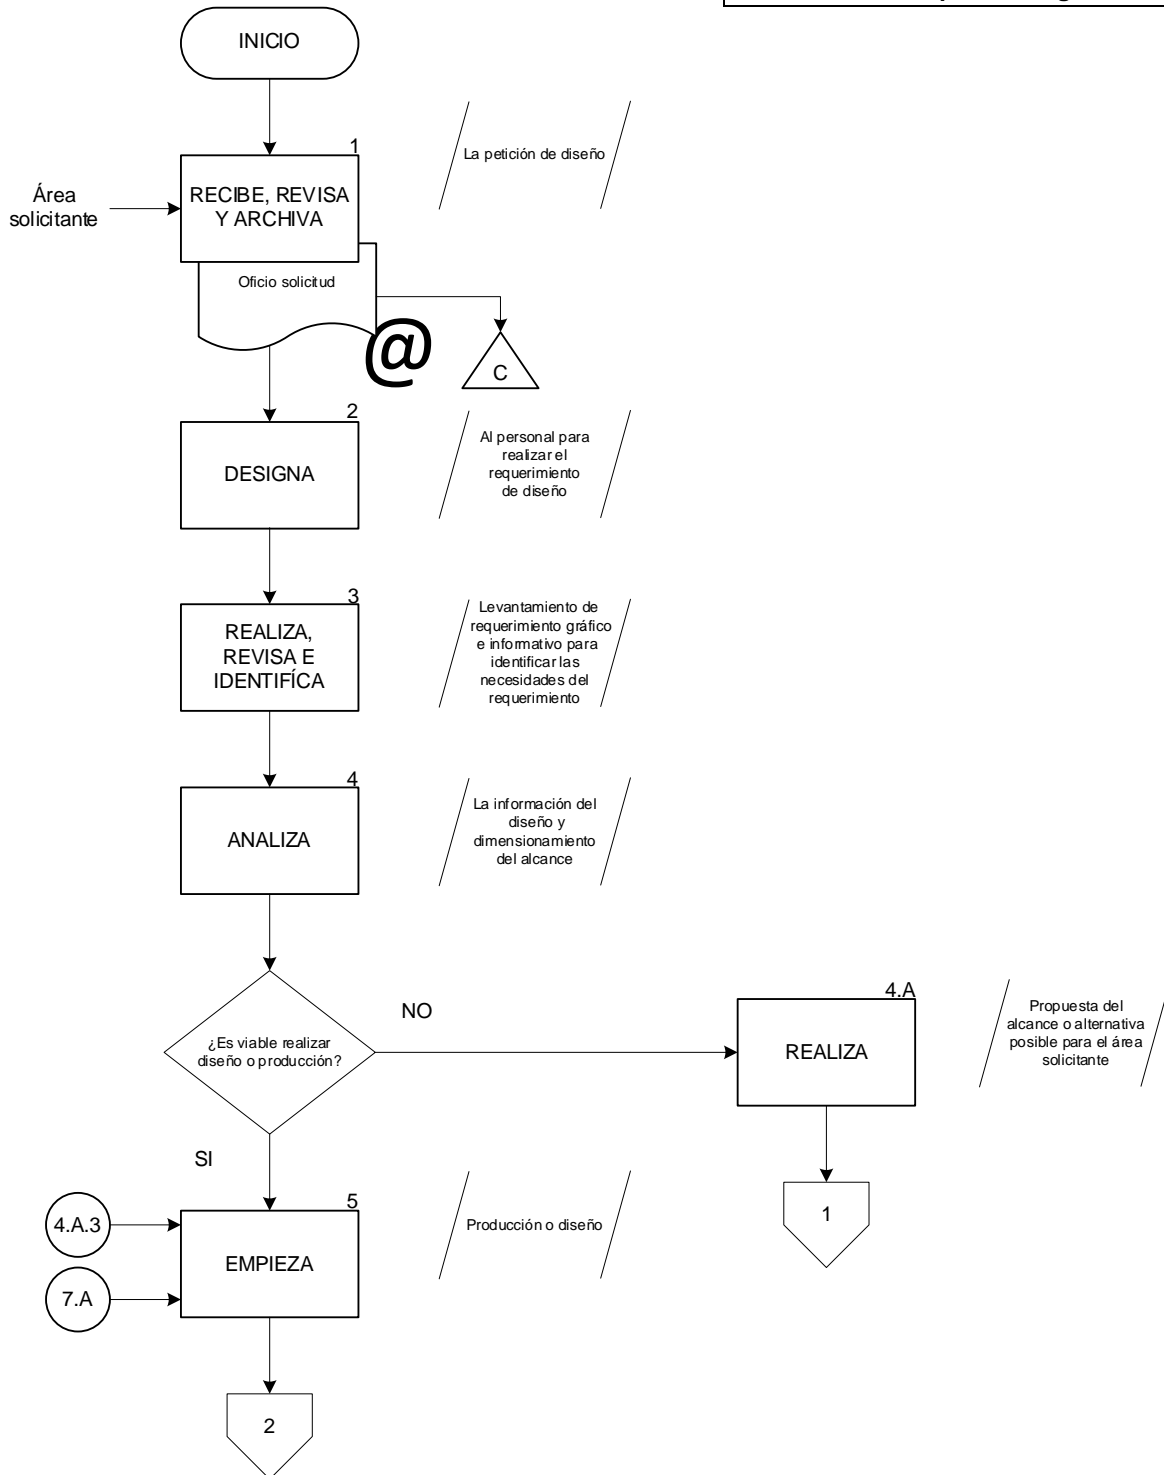 INICIO
1
La petición de diseño
Área
solicitante
RECIBE, REVISA
Y ARCHIVA
Oficio solicitud
@
C
2
DESIGNA
Al personal para
realizar el
requerimiento
de diseño
3
REALIZA,
REVISA E
IDENTIFÍCA
Levantamiento de
requerimiento gráfico
e informativo para
identificar las
necesidades del
requerimiento
4
ANALIZA
La información del
diseño y
dimensionamiento
del alcance
¿Es viable realizar
diseño o producción?
NO
4.A
REALIZA
Propuesta del
alcance o alternativa
posible para el área
solicitante
1
SI
5
4.A.3
7.A
EMPIEZA
Producción o diseño
2